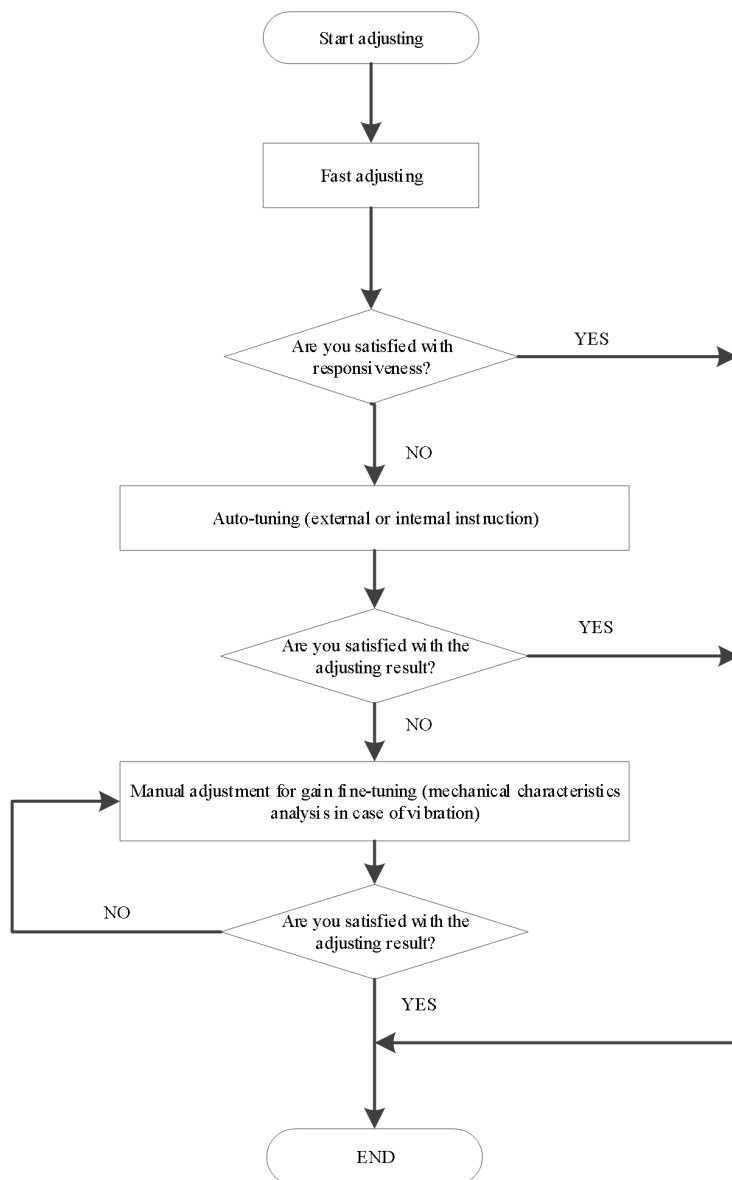 Start adjusting
Fast adjusting
Are you satisfied with
responsiveness?
YES
NO
Auto-tuning (external or internal instruction)
Are you satisfied with the
adjusting result?
YES
NO
Manual adjustment for gain fine-tuning (mechanical characteristics
analysis in case of vibration)
NO
Are you satisfied with the
adjusting result?
YES
END